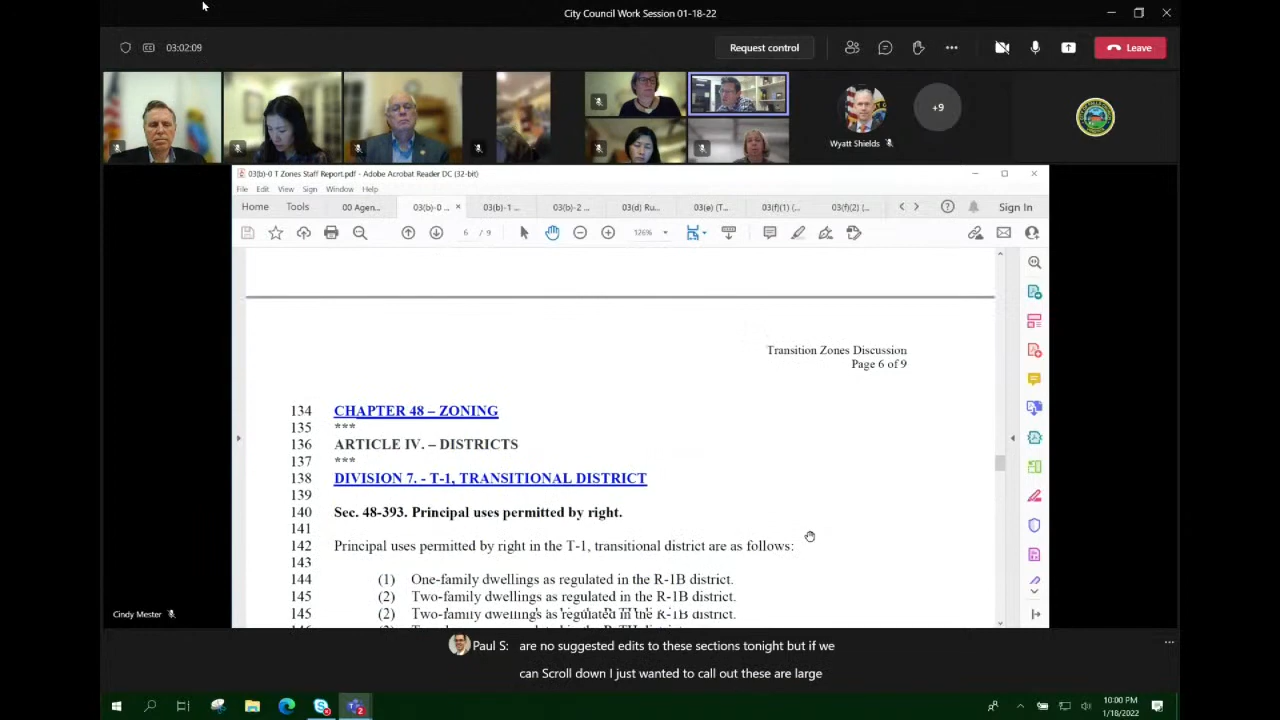 City Council Work Session 01-18-22
03:02:09
Request control
Leave
+9
Wyatt Shields
03(b)-0 T Zones Staff Report.pdf - Adobe Acrobat Reader DC (32-bit)
File Edit View Sign Window Help
Home Tools 00 Agen... 03(b)-0 ... 03(b)-1 ... 03(b)-2 ... 03(d) Ru... 03(e) (T... 03(f)(1) (... 03(f)(2) (... Sign In
6 / 9 126%
Transition Zones Discussion
Page 6 of 9
134 CHAPTER 48 – ZONING
135 ***
136 ARTICLE IV. – DISTRICTS
137 ***
138 DIVISION 7. - T-1, TRANSITIONAL DISTRICT
139
140 Sec. 48-393. Principal uses permitted by right.
141
142 Principal uses permitted by right in the T-1, transitional district are as follows:
143
144 (1) One-family dwellings as regulated in the R-1B district.
145 (2) Two-family dwellings as regulated in the R-1B district.
145 (2) Two-family dwellings as regulated in the R-1B district.
Cindy Mester
Paul S: are no suggested edits to these sections tonight but if we
can Scroll down I just wanted to call out these are large
10:00 PM
1/18/2022